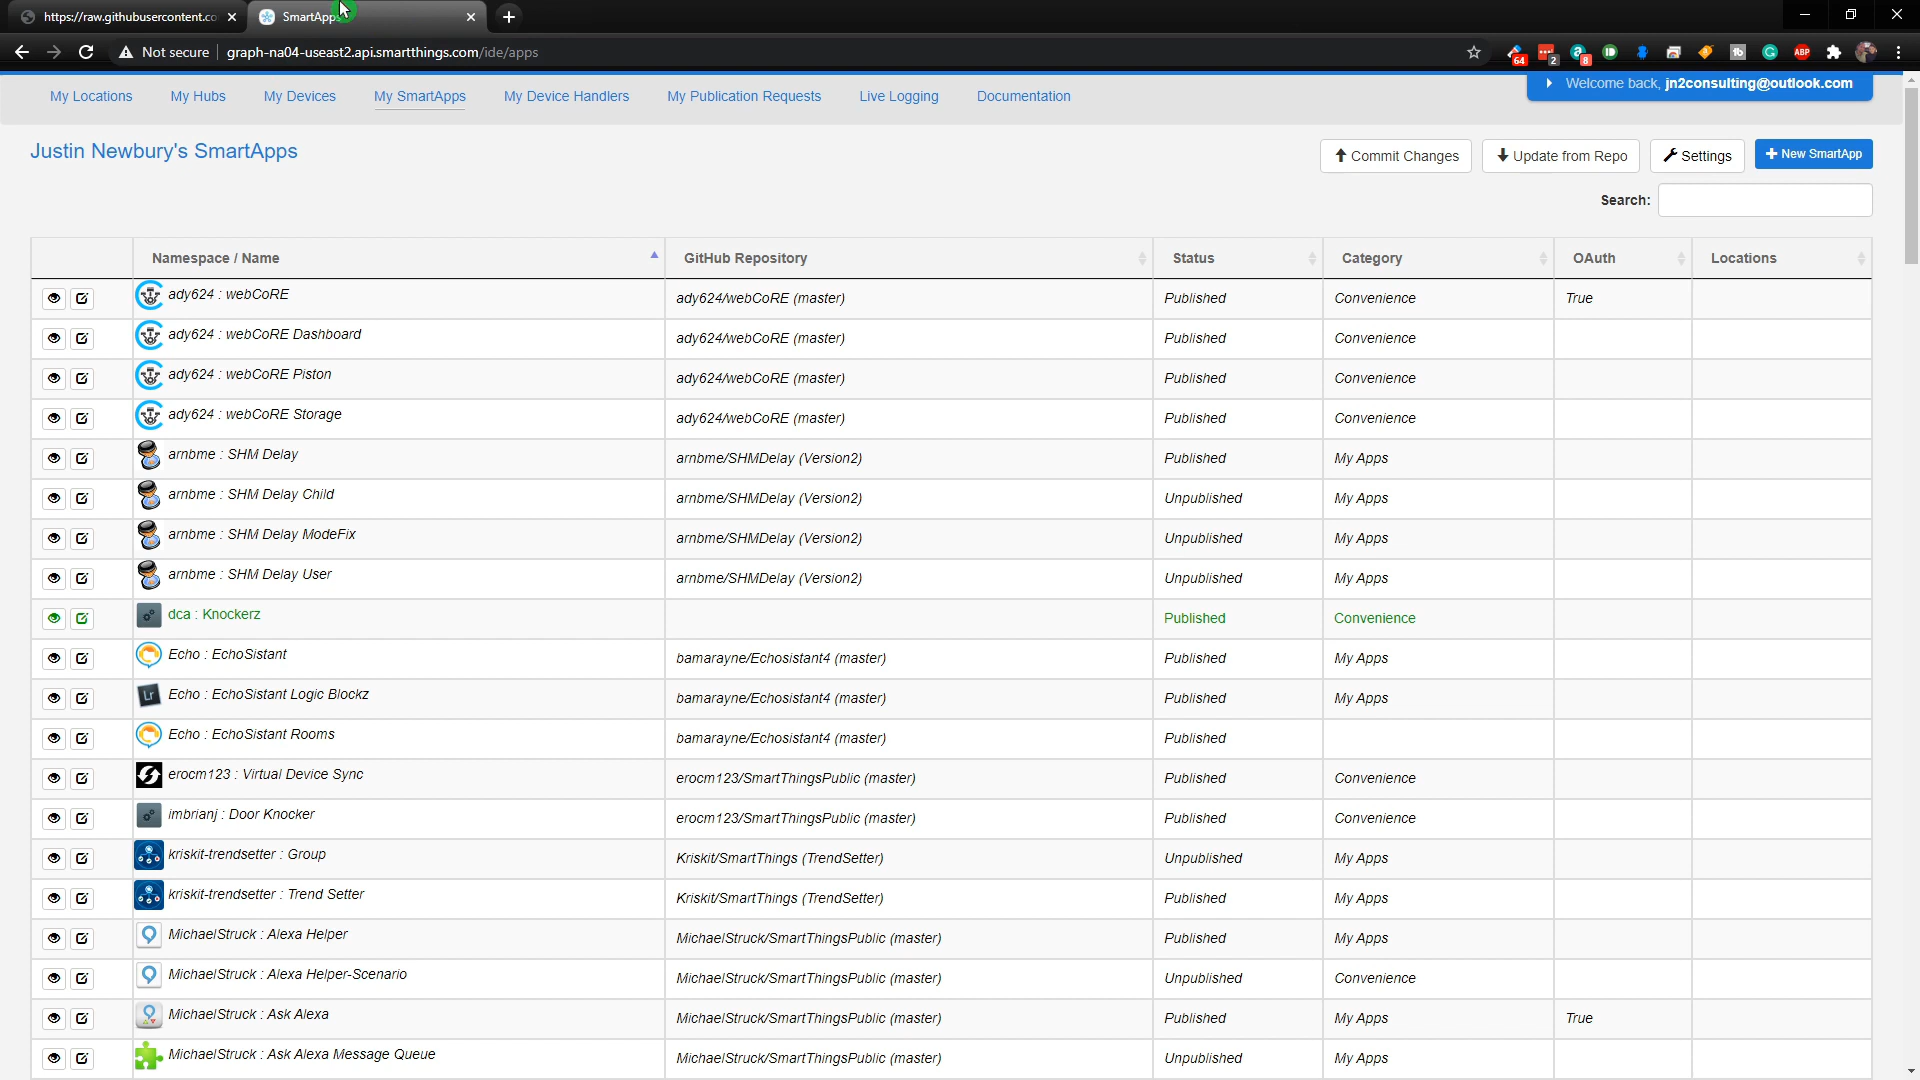 https://raw.githubusercontent.co
SmartApps
Not secure
graph-na04-useast2.api.smartthings.com/ide/apps
64
2
8
ABP
My Locations
My Hubs
My Devices
My SmartApps
My Device Handlers
My Publication Requests
Live Logging
Documentation
Welcome back, jn2consulting@outlook.com
Justin Newbury's SmartApps
Commit Changes
Update from Repo
Settings
New SmartApp
Search:
Namespace / Name GitHub Repository Status Category OAuth Locations
ady624 : webCoRE ady624/webCoRE (master) Published Convenience True
ady624 : webCoRE Dashboard ady624/webCoRE (master) Published Convenience
ady624 : webCoRE Piston ady624/webCoRE (master) Published Convenience
ady624 : webCoRE Storage ady624/webCoRE (master) Published Convenience
arnbme : SHM Delay arnbme/SHMDelay (Version2) Published My Apps
arnbme : SHM Delay Child arnbme/SHMDelay (Version2) Unpublished My Apps
arnbme : SHM Delay ModeFix arnbme/SHMDelay (Version2) Unpublished My Apps
arnbme : SHM Delay User arnbme/SHMDelay (Version2) Unpublished My Apps
dca : Knockerz Published Convenience
Echo : EchoSistant bamarayne/Echosistant4 (master) Published My Apps
Lr Echo : EchoSistant Logic Blockz bamarayne/Echosistant4 (master) Published My Apps
Echo : EchoSistant Rooms bamarayne/Echosistant4 (master) Published
erocm123 : Virtual Device Sync erocm123/SmartThingsPublic (master) Published Convenience
imbrianj : Door Knocker erocm123/SmartThingsPublic (master) Published Convenience
kriskit-trendsetter : Group Kriskit/SmartThings (TrendSetter) Unpublished My Apps
kriskit-trendsetter : Trend Setter Kriskit/SmartThings (TrendSetter) Published My Apps
MichaelStruck : Alexa Helper MichaelStruck/SmartThingsPublic (master) Published My Apps
MichaelStruck : Alexa Helper-Scenario MichaelStruck/SmartThingsPublic (master) Unpublished Convenience
MichaelStruck : Ask Alexa MichaelStruck/SmartThingsPublic (master) Published My Apps True
MichaelStruck : Ask Alexa Message Queue MichaelStruck/SmartThingsPublic (master) Unpublished My Apps